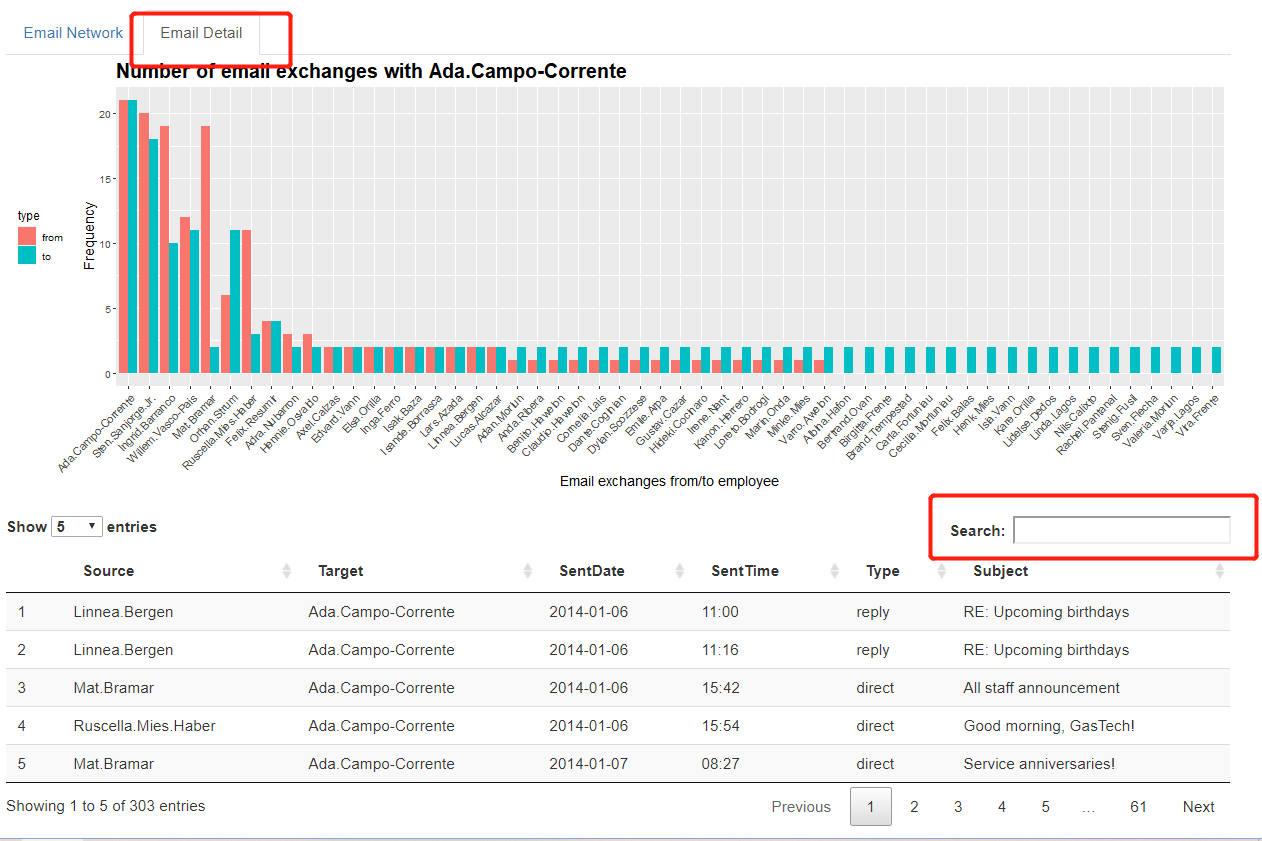 Email Network Email Detail
Number of email exchanges with Ada.Campo-Corrente
type
from
to
Frequency
20
15
10
5
0
Ada.Campo-Corrente
Sten.Sanjorge.Jr.
Ingrid.Barranco
Willem.Vasco-Pais
Mat.Bramar
Orhan.Strum
Ruscella.Mies.Haber
Felix.Resumir
Adra.Nubarron
Hennie.Osvaldo
Axel.Calzas
Edvard.Vann
Elsa.Orilla
Inga.Ferro
Isak.Baza
Isande.Borrasca
Lars.Azada
Linnea.Bergen
Lucas.Alcazar
Adan.Morlun
Anda.Ribera
Benito.Hawelon
Claudio.Hawelon
Cornelia.Lais
Dante.Coginian
Dylan.Scozzese
Emile.Arpa
Gustav.Cazar
Hideki.Cocinaro
Irene.Nant
Kanon.Herrero
Loreto.Bodrogi
Marin.Onda
Minke.Mies
Varro.Awelon
Albina.Hafon
Bertrand.Ovan
Birgitta.Frente
Brand.Tempestad
Carla.Forluniau
Cecilia.Morluniau
Felix.Balas
Henk.Mies
Isia.Vann
Kare.Orilla
Lidelse.Dedos
Linda.Lagos
Nils.Calixto
Rachel.Pantanal
Stenig.Fusil
Sven.Flecha
Valeria.Morlun
Varja.Lagos
Vira.Frente
Email exchanges from/to employee
Show 5 entries
Search:
Source Target SentDate SentTime Type Subject
1 Linnea.Bergen Ada.Campo-Corrente 2014-01-06 11:00 reply RE: Upcoming birthdays
2 Linnea.Bergen Ada.Campo-Corrente 2014-01-06 11:16 reply RE: Upcoming birthdays
3 Mat.Bramar Ada.Campo-Corrente 2014-01-06 15:42 direct All staff announcement
4 Ruscella.Mies.Haber Ada.Campo-Corrente 2014-01-06 15:54 direct Good morning, GasTech!
5 Mat.Bramar Ada.Campo-Corrente 2014-01-07 08:27 direct Service anniversaries!
Showing 1 to 5 of 303 entries
Previous 1 2 3 4 5 … 61 Next